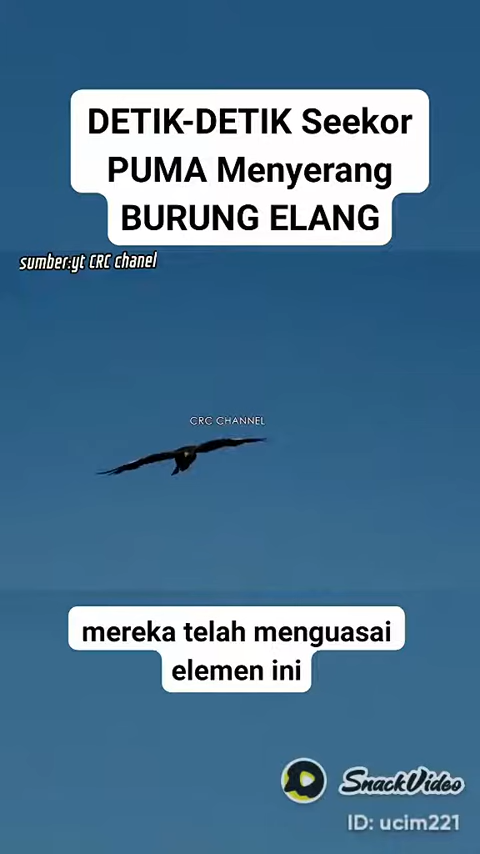 DETIK-DETIK Seekor
PUMA Menyerang
BURUNG ELANG
sumber:yt CRC chanel
CRC CHANNEL
mereka telah menguasai
elemen ini
SnackVideo
ID: ucim221